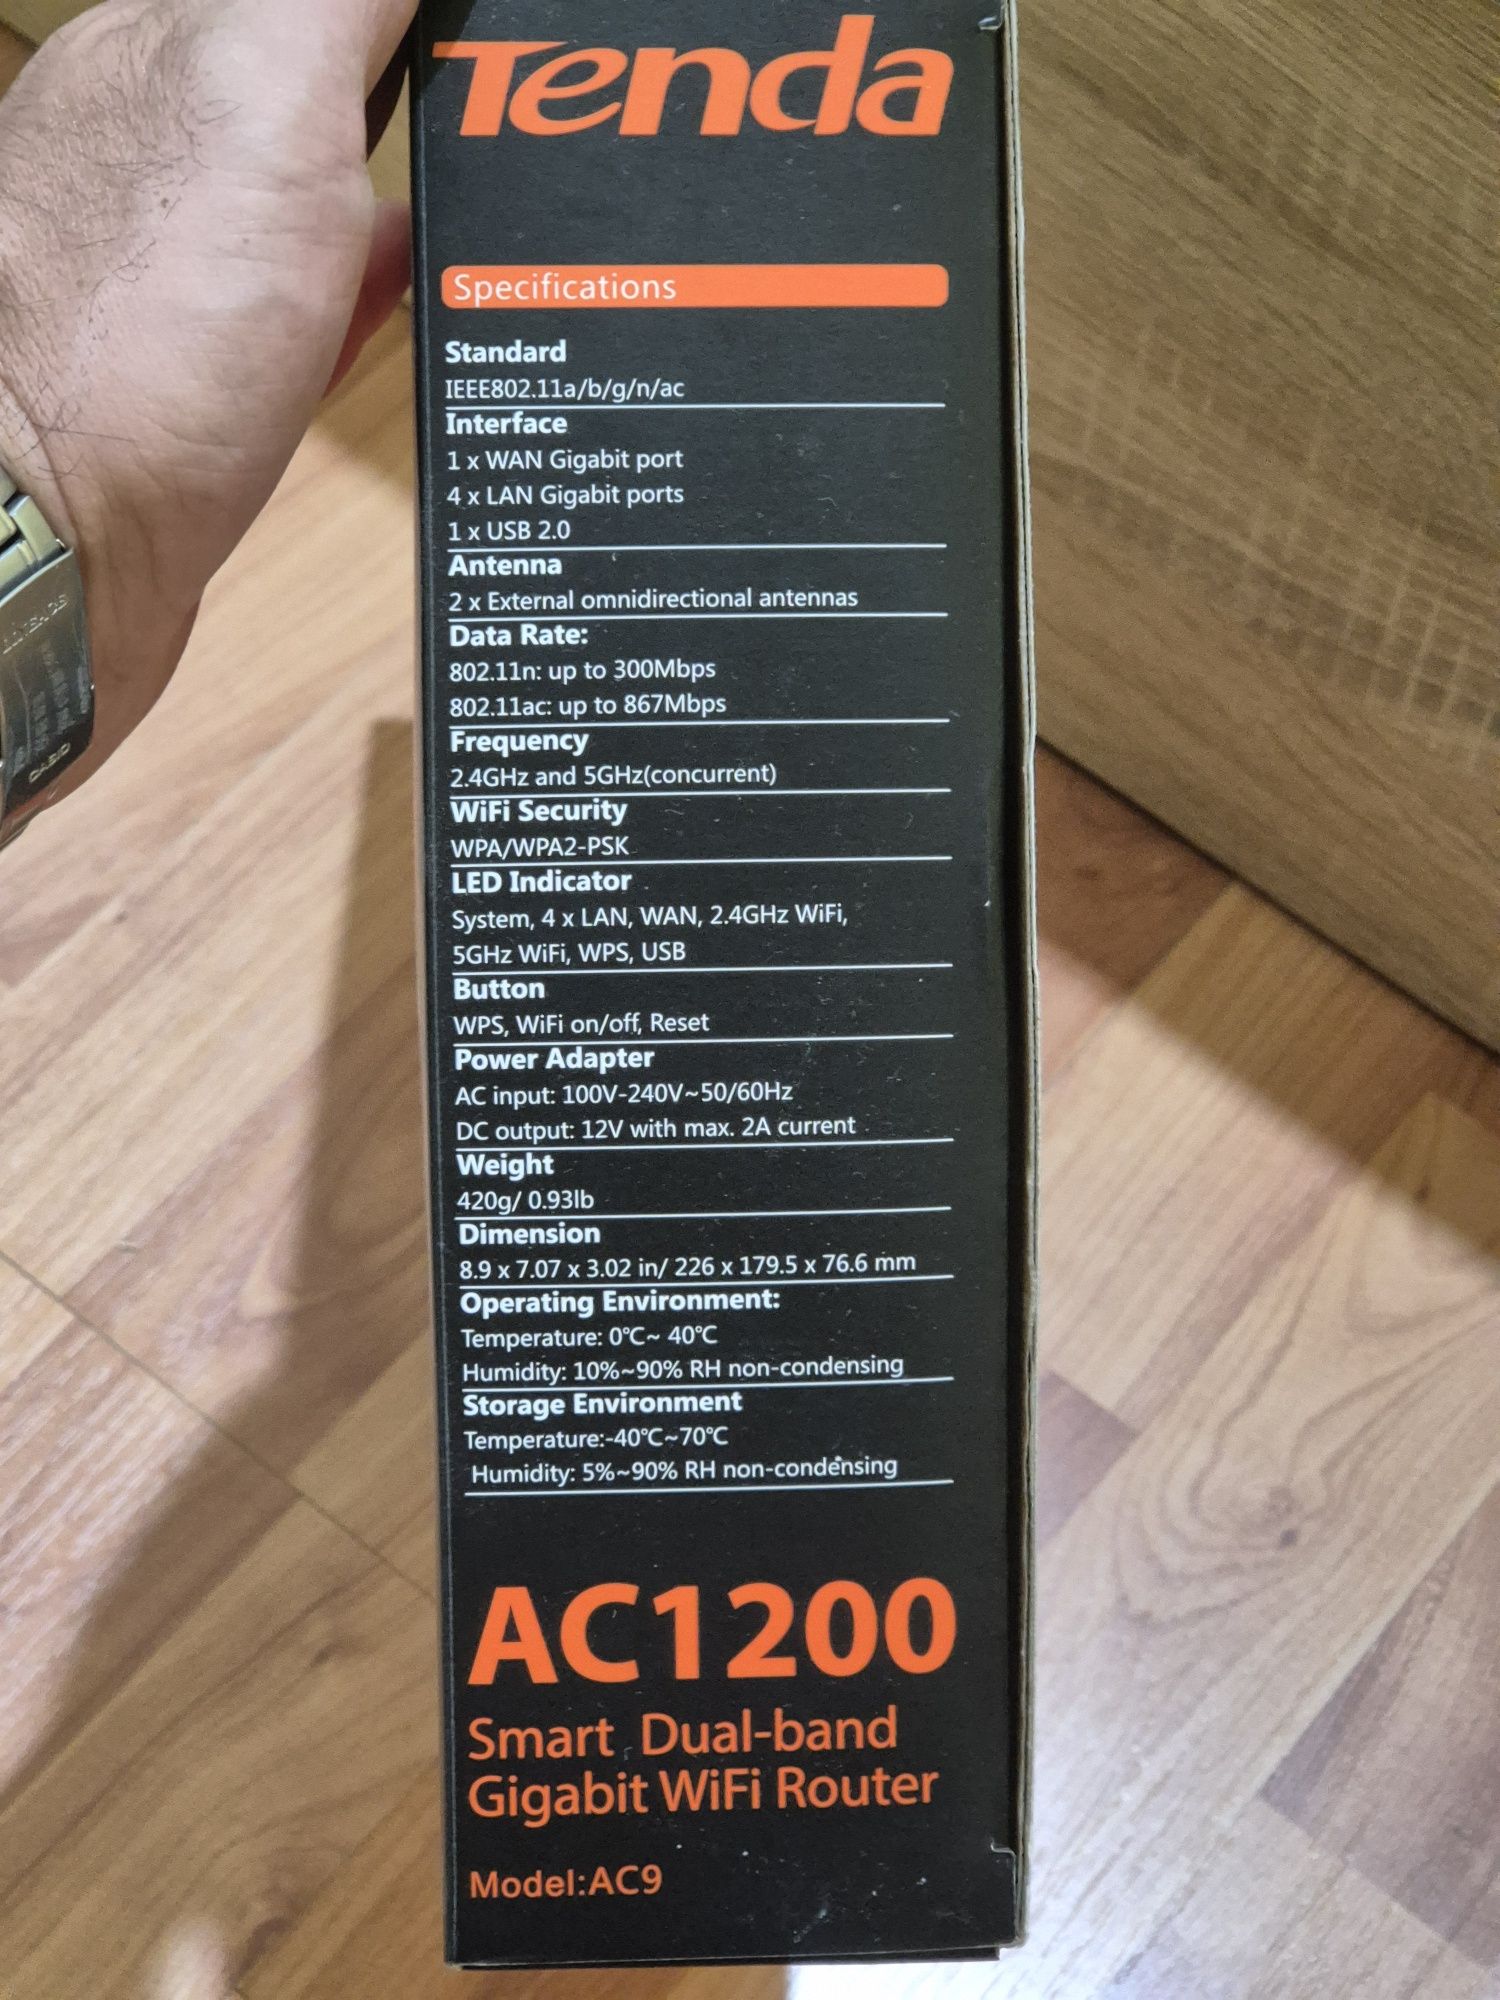 Tenda
Specifications
Standard
IEEE802.11a/b/g/n/ac
Interface
1 x WAN Gigabit port
4 x LAN Gigabit ports
1 x USB 2.0
Antenna
2 x External omnidirectional antennas
Data Rate:
802.11n: up to 300Mbps
802.11ac: up to 867Mbps
Frequency
2.4GHz and 5GHz(concurrent)
WiFi Security
WPA/WPA2-PSK
LED Indicator
System, 4 x LAN, WAN, 2.4GHz WiFi,
5GHz WiFi, WPS, USB
Button
WPS, WiFi on/off, Reset
Power Adapter
AC input: 100V-240V~50/60Hz
DC output: 12V with max. 2A current
Weight
420g/ 0.93lb
Dimension
8.9 x 7.07 x 3.02 in/ 226 x 179.5 x 76.6 mm
Operating Environment:
Temperature: 0℃~ 40℃
Humidity: 10%~90% RH non-condensing
Storage Environment
Temperature:-40℃~70℃
Humidity: 5%~90% RH non-condensing
AC1200
Smart Dual-band
Gigabit WiFi Router
Model:AC9
CASIO